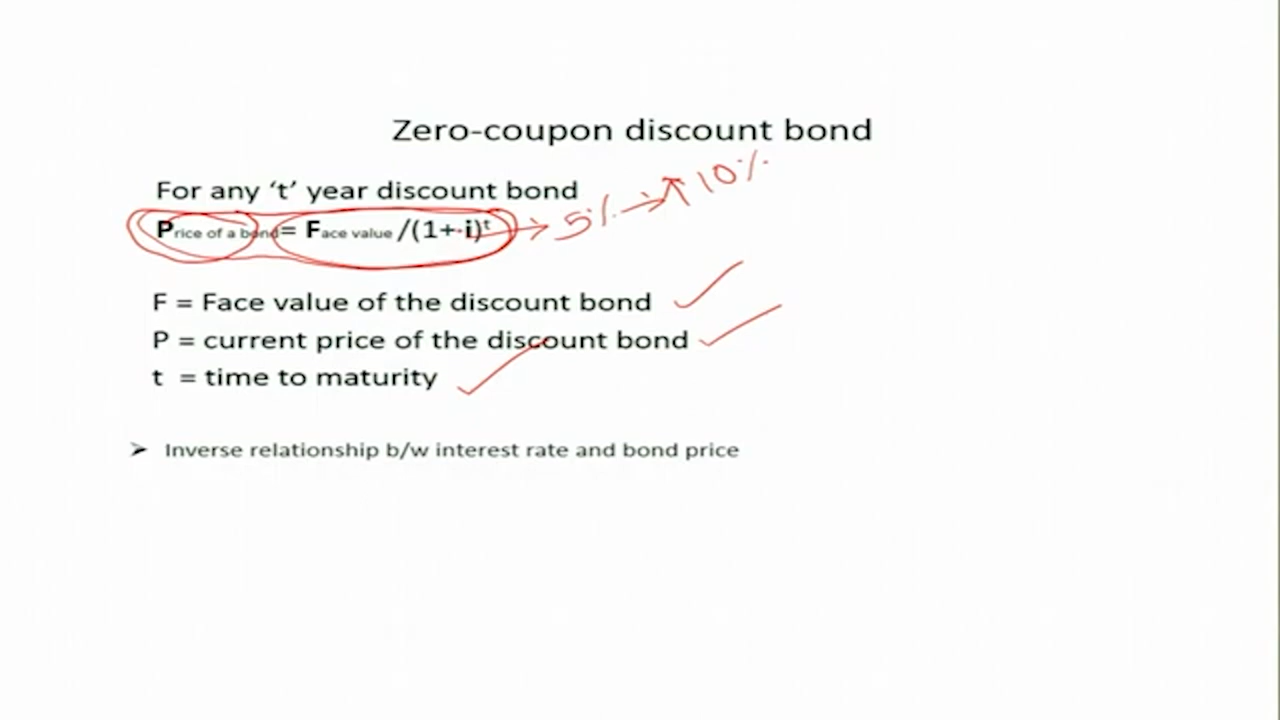 Zero-coupon discount bond
For any ‘t’ year discount bond
Price of a bond= Face value /(1+ i)ᵗ → 5% → ↑ 10%
F = Face value of the discount bond
P = current price of the discount bond
t = time to maturity
➢ Inverse relationship b/w interest rate and bond price